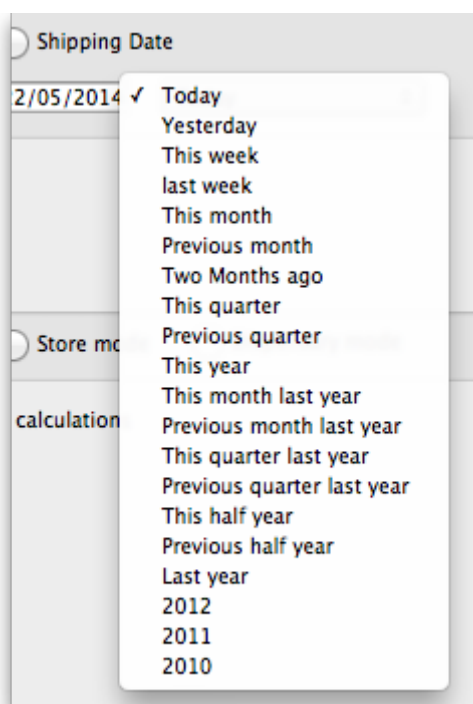 Shipping Date
2/05/2014 ✓ Today
Yesterday
This week
last week
This month
Previous month
Two Months ago
This quarter
Store Previous quarter
This year
This month last year
calculation Previous month last year
This quarter last year
Previous quarter last year
This half year
Previous half year
Last year
2012
2011
2010